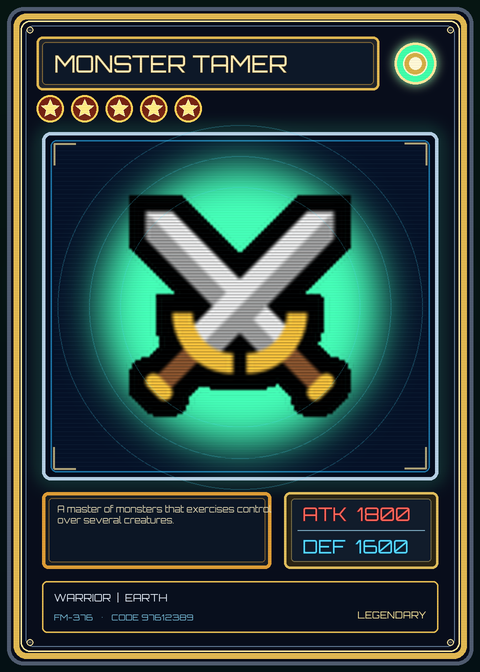 MONSTER TAMER
A master of monsters that exercises control
over several creatures.
ATK 1800
DEF 1600
WARRIOR | EARTH
FM-376 · CODE 97612389
LEGENDARY